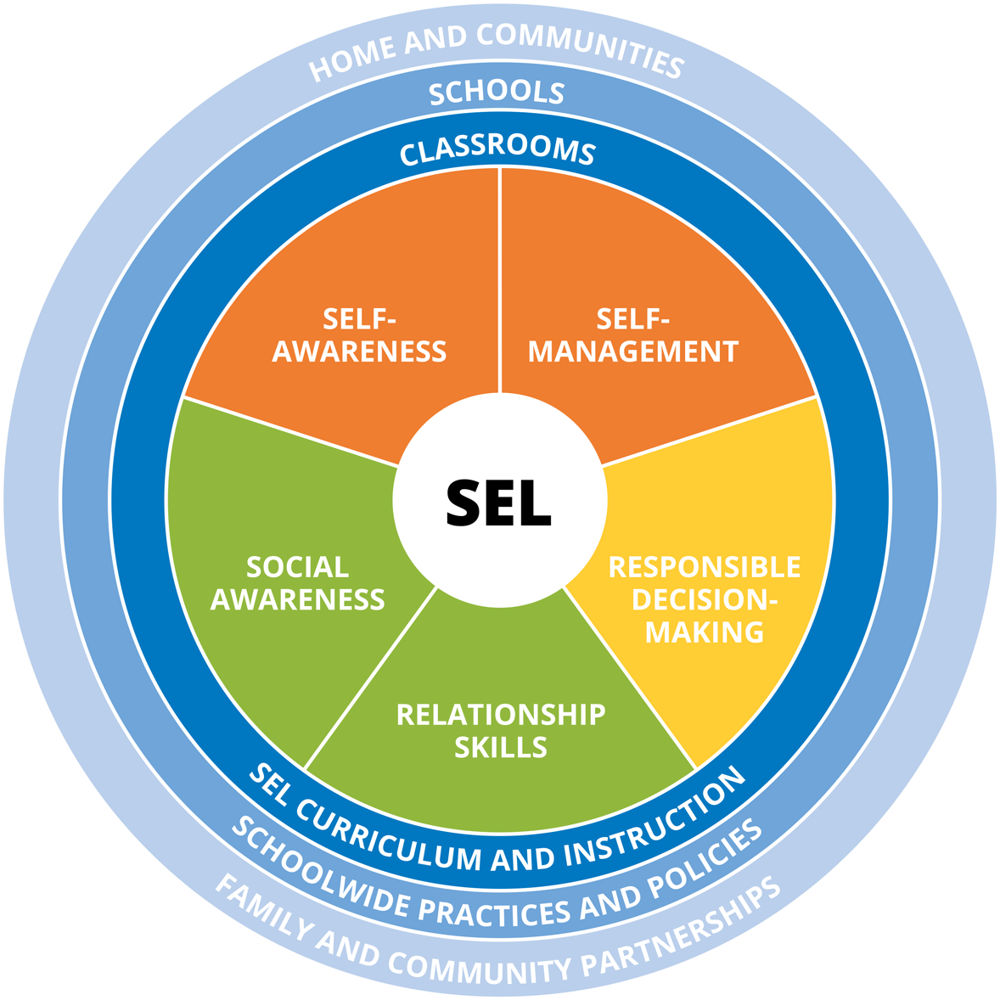 HOME AND COMMUNITIES
SCHOOLS
CLASSROOMS
SELF-
AWARENESS
SELF-
MANAGEMENT
SEL
SOCIAL
AWARENESS
RESPONSIBLE
DECISION-
MAKING
RELATIONSHIP
SKILLS
SEL CURRICULUM AND INSTRUCTION
SCHOOLWIDE PRACTICES AND POLICIES
FAMILY AND COMMUNITY PARTNERSHIPS